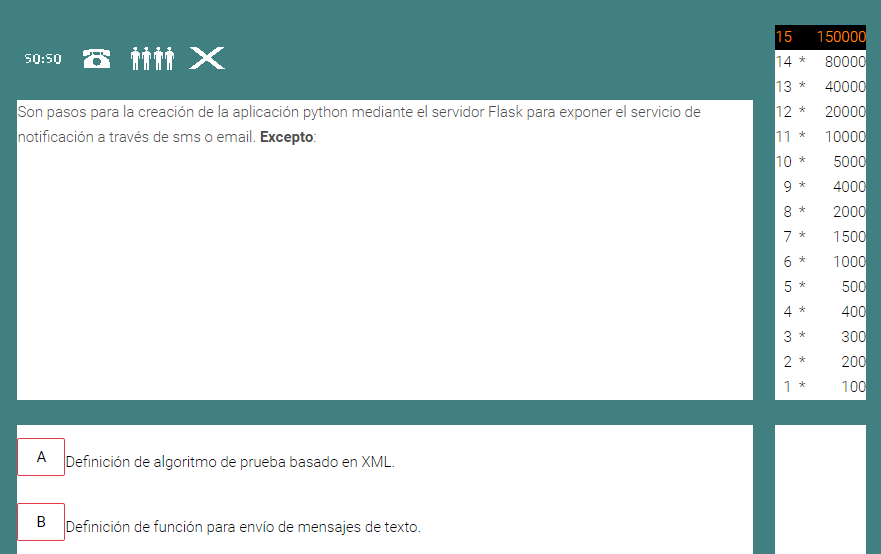 50:50
Son pasos para la creación de la aplicación python mediante el servidor Flask para exponer el servicio de
notificación a través de sms o email. Excepto:
15 150000
14 * 80000
13 * 40000
12 * 20000
11 * 10000
10 * 5000
9 * 4000
8 * 2000
7 * 1500
6 * 1000
5 * 500
4 * 400
3 * 300
2 * 200
1 * 100
A Definición de algoritmo de prueba basado en XML.
B Definición de función para envío de mensajes de texto.